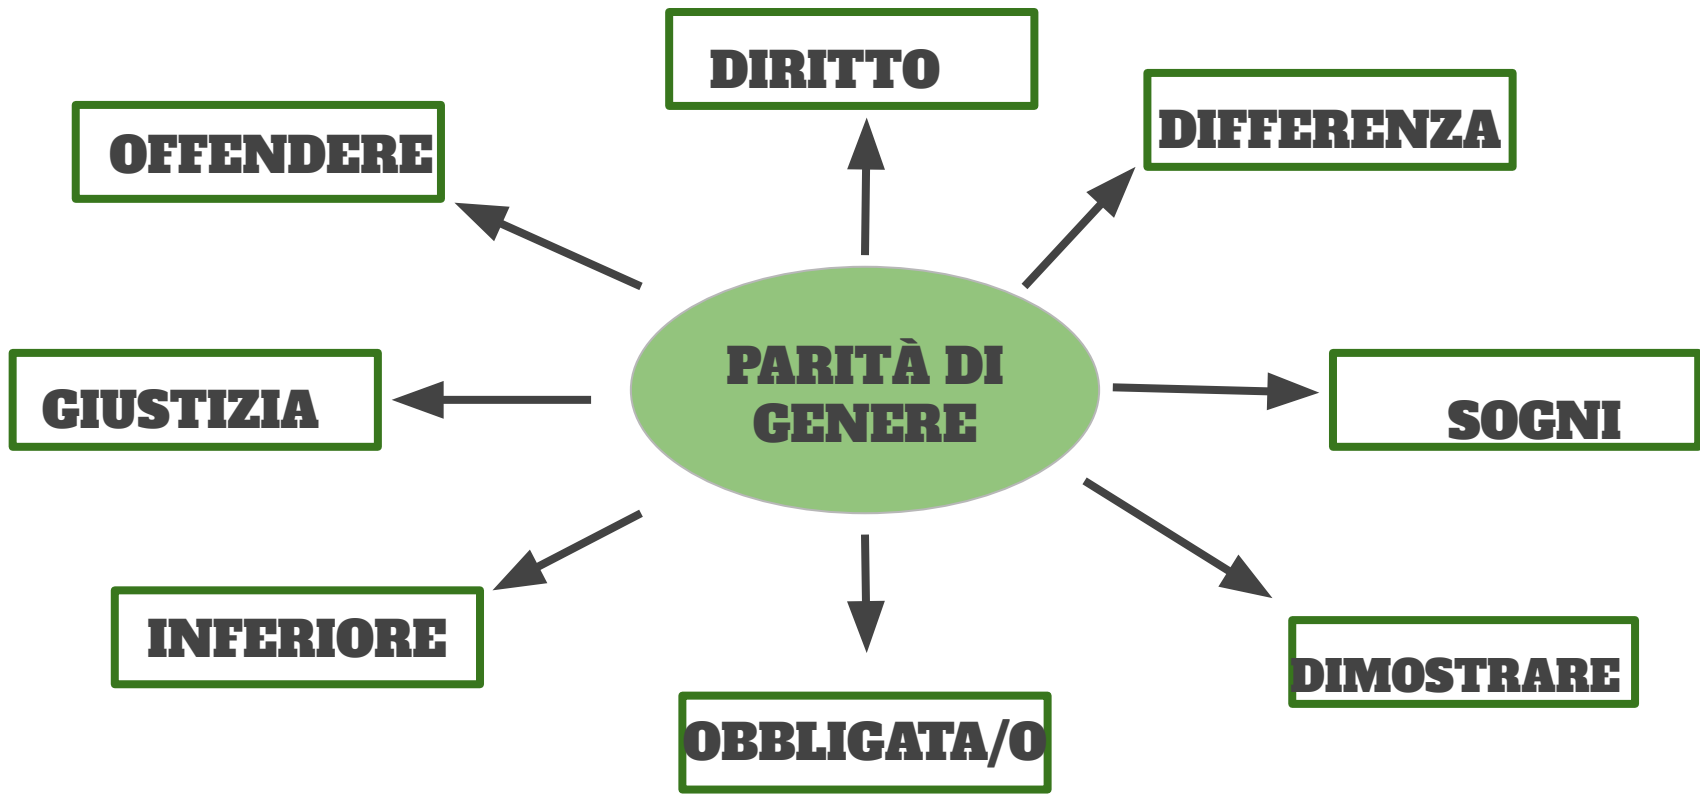 DIRITTO
DIFFERENZA
OFFENDERE
PARITÀ DI
GENERE
GIUSTIZIA
SOGNI
INFERIORE
DIMOSTRARE
OBBLIGATA/O